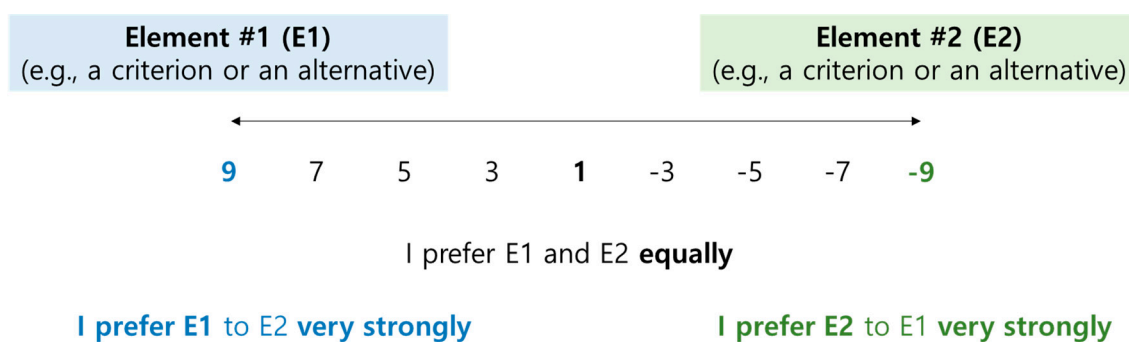 Element #1 (E1)
(e.g., a criterion or an alternative)
Element #2 (E2)
(e.g., a criterion or an alternative)
9 7 5 3 1 -3 -5 -7 -9
I prefer E1 and E2 equally
I prefer E1 to E2 very strongly
I prefer E2 to E1 very strongly